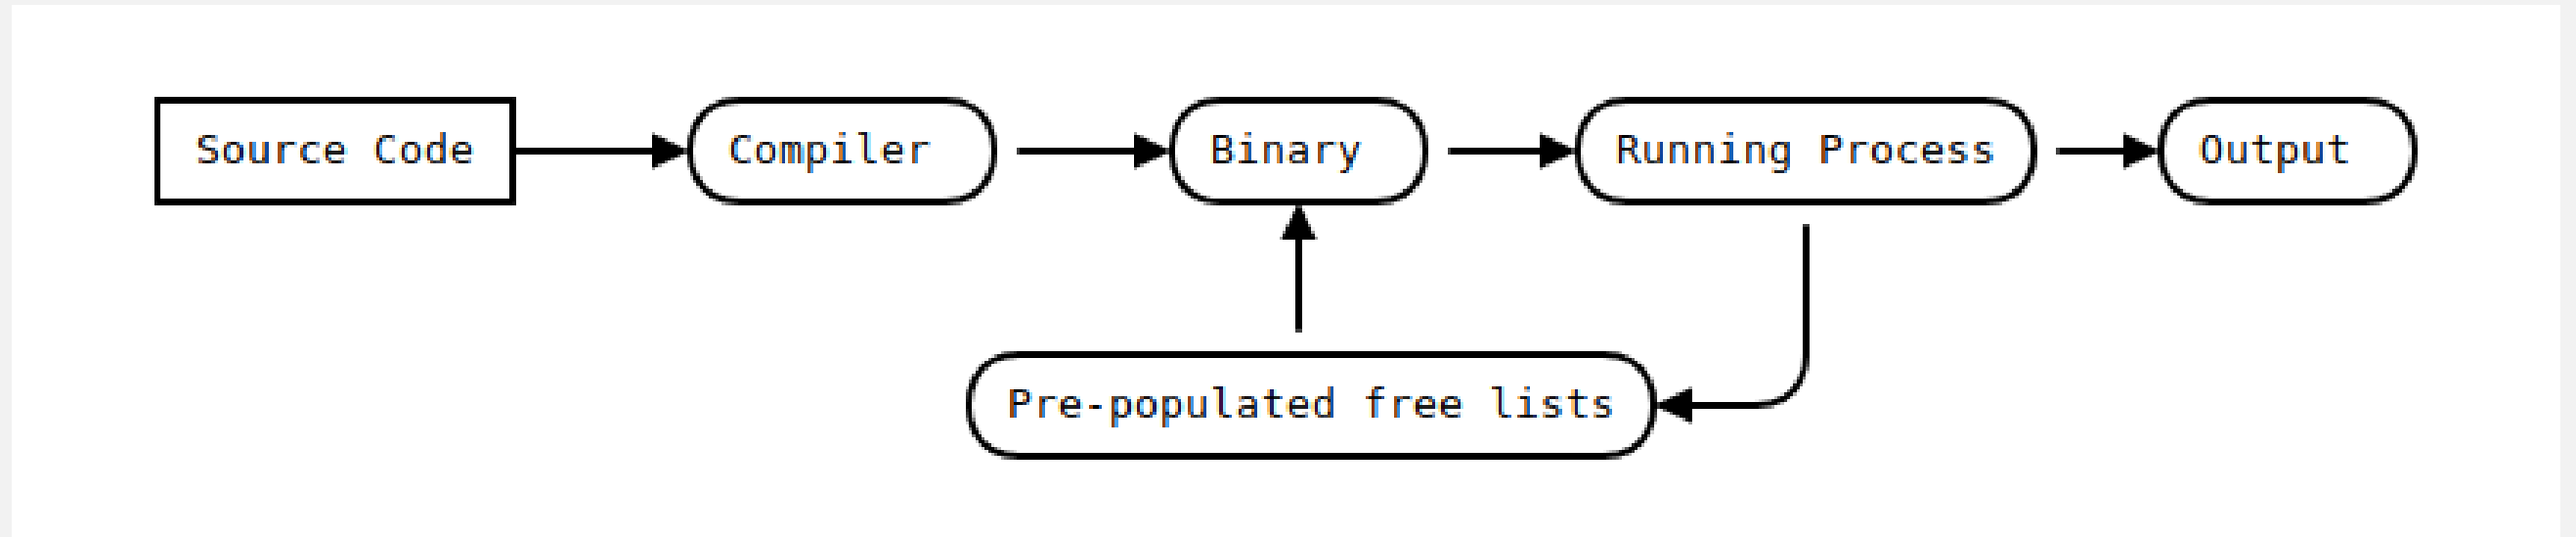 Source Code
Compiler
Binary
Running Process
Output
Pre-populated free lists